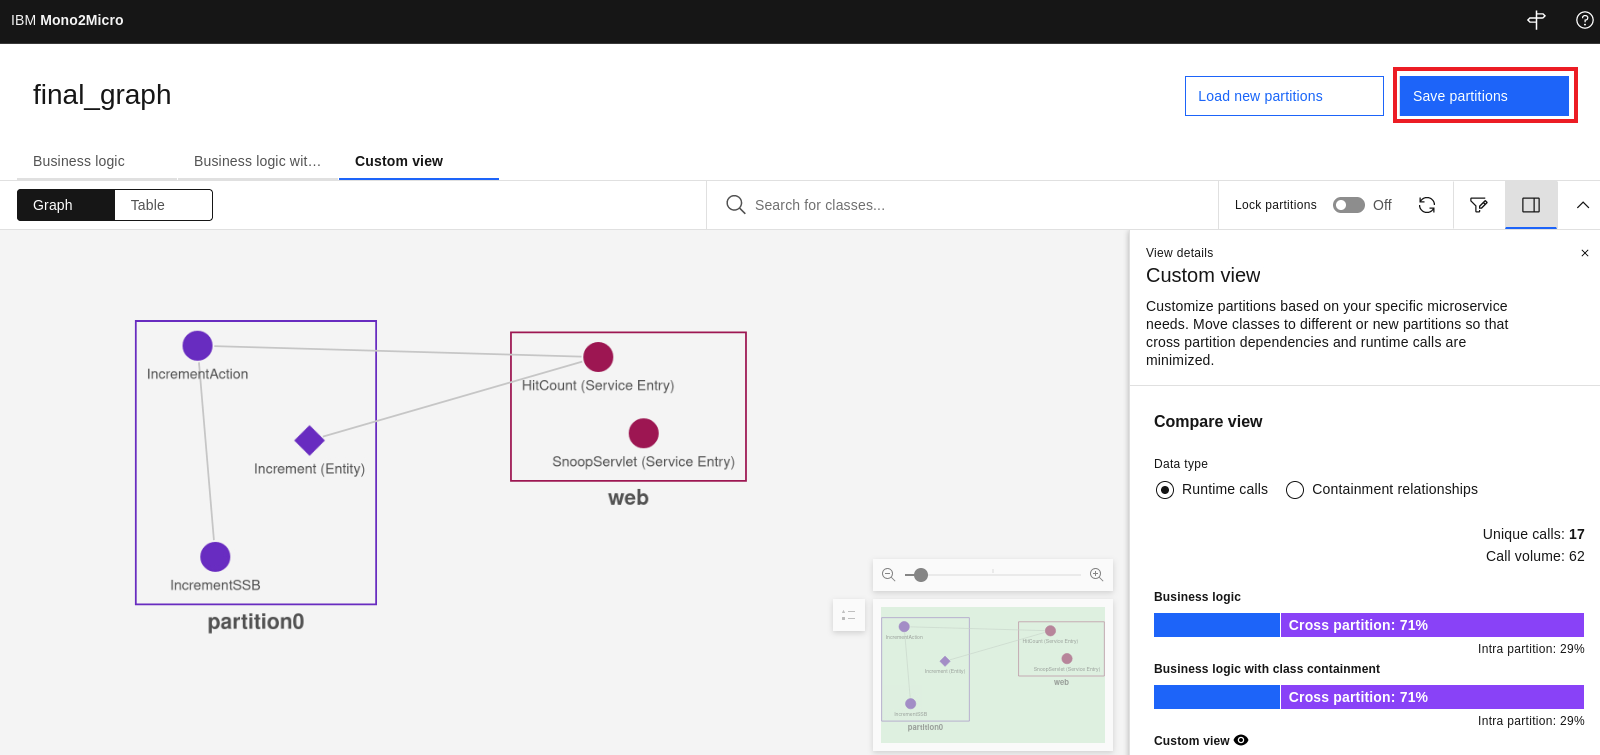 IBM Mono2Micro
final_graph
Load new partitions
Save partitions
Business logic
Business logic wit...
Custom view
Graph
Table
Search for classes...
Lock partitions
Off
IncrementAction
Increment (Entity)
IncrementSSB
partition0
HitCount (Service Entry)
SnoopServlet (Service Entry)
web
IncrementAction
Increment (Entity)
IncrementSSB
partition0
HitCount (Service Entry)
SnoopServlet (Service Entry)
web
View details
Custom view
Customize partitions based on your specific microservice
needs. Move classes to different or new partitions so that
cross partition dependencies and runtime calls are
minimized.
Compare view
Data type
Runtime calls
Containment relationships
Unique calls: 17
Call volume: 62
Business logic
Cross partition: 71%
Intra partition: 29%
Business logic with class containment
Cross partition: 71%
Intra partition: 29%
Custom view